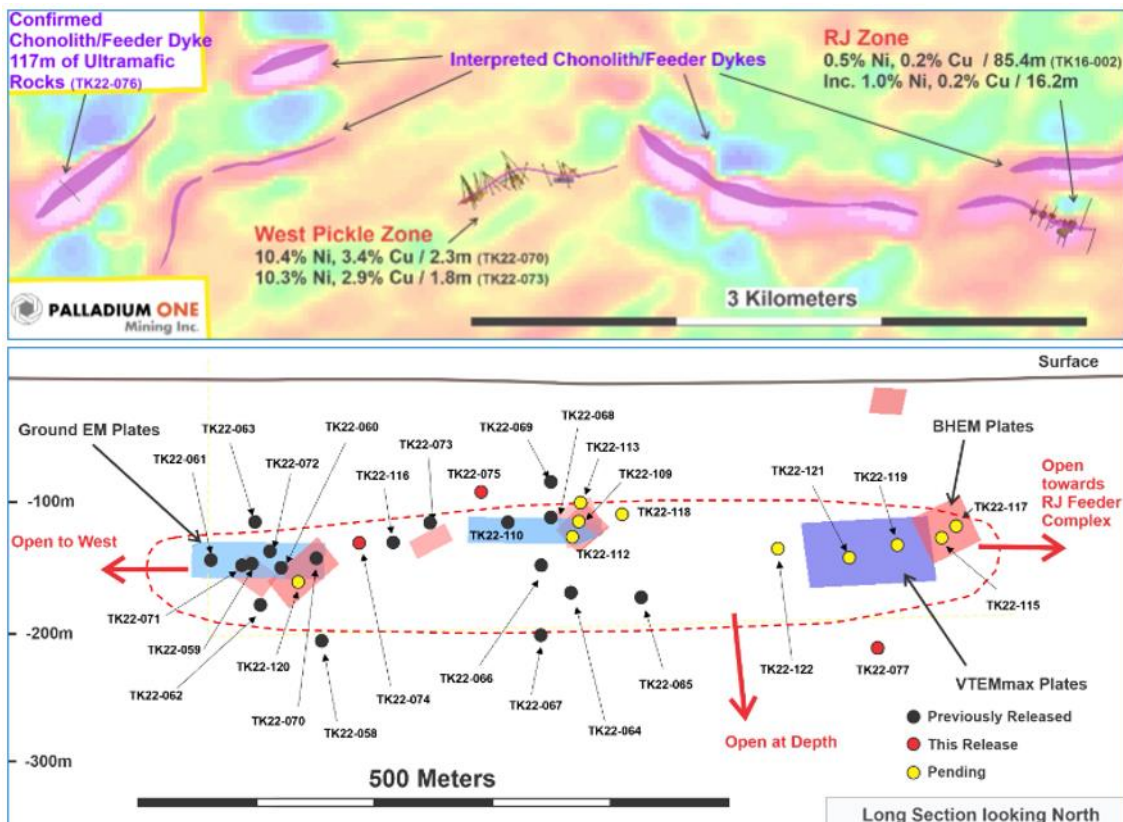 Confirmed
Chonolith/Feeder Dyke
117m of Ultramafic
Rocks (TK22-076)
Interpreted Chonolith/Feeder Dykes
RJ Zone
0.5% Ni, 0.2% Cu / 85.4m (TK16-002)
Inc. 1.0% Ni, 0.2% Cu / 16.2m
West Pickle Zone
10.4% Ni, 3.4% Cu / 2.3m (TK22-070)
10.3% Ni, 2.9% Cu / 1.8m (TK22-073)
PALLADIUM ONE
Mining Inc.
3 Kilometers
Surface
Ground EM Plates
TK22-063
TK22-061
TK22-072
TK22-060
TK22-116
TK22-073
TK22-075
TK22-069
TK22-068
TK22-113
TK22-109
TK22-118
TK22-110
TK22-112
TK22-121
TK22-119
BHEM Plates
TK22-117
Open
towards
RJ Feeder
Complex
-100m
Open to West
TK22-071
TK22-059
TK22-062
TK22-120
TK22-070
TK22-058
TK22-074
TK22-066
TK22-067
TK22-064
TK22-065
TK22-122
TK22-077
TK22-115
VTEMmax Plates
-200m
Open at Depth
Previously Released
This Release
Pending
-300m
500 Meters
Long Section looking North